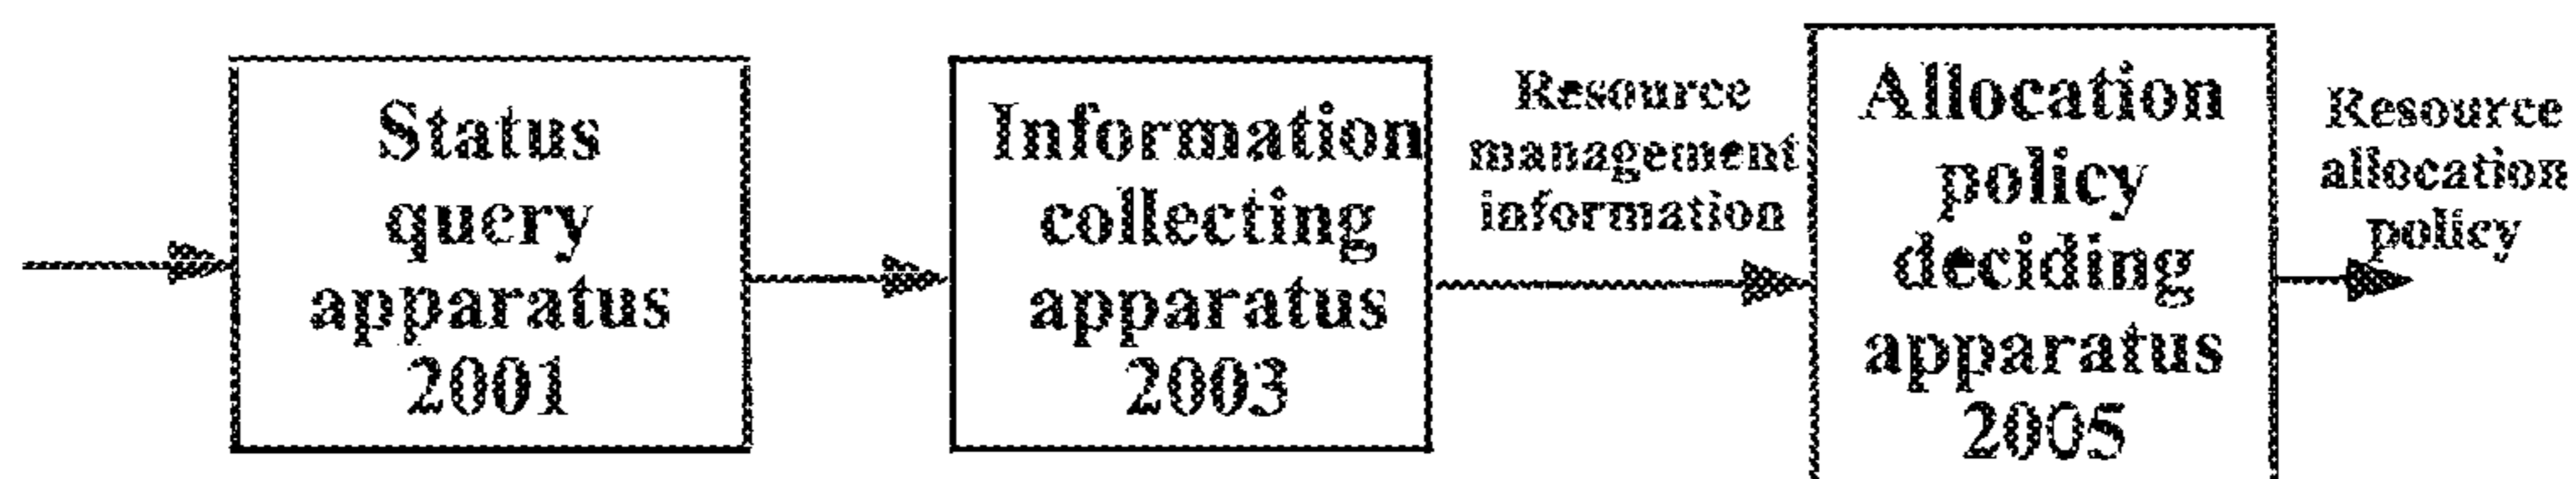 Status
query
apparatus
2001
Information
collecting
apparatus
2003
Resource
management
information
Allocation
policy
deciding
apparatus
2005
Resource
allocation
policy